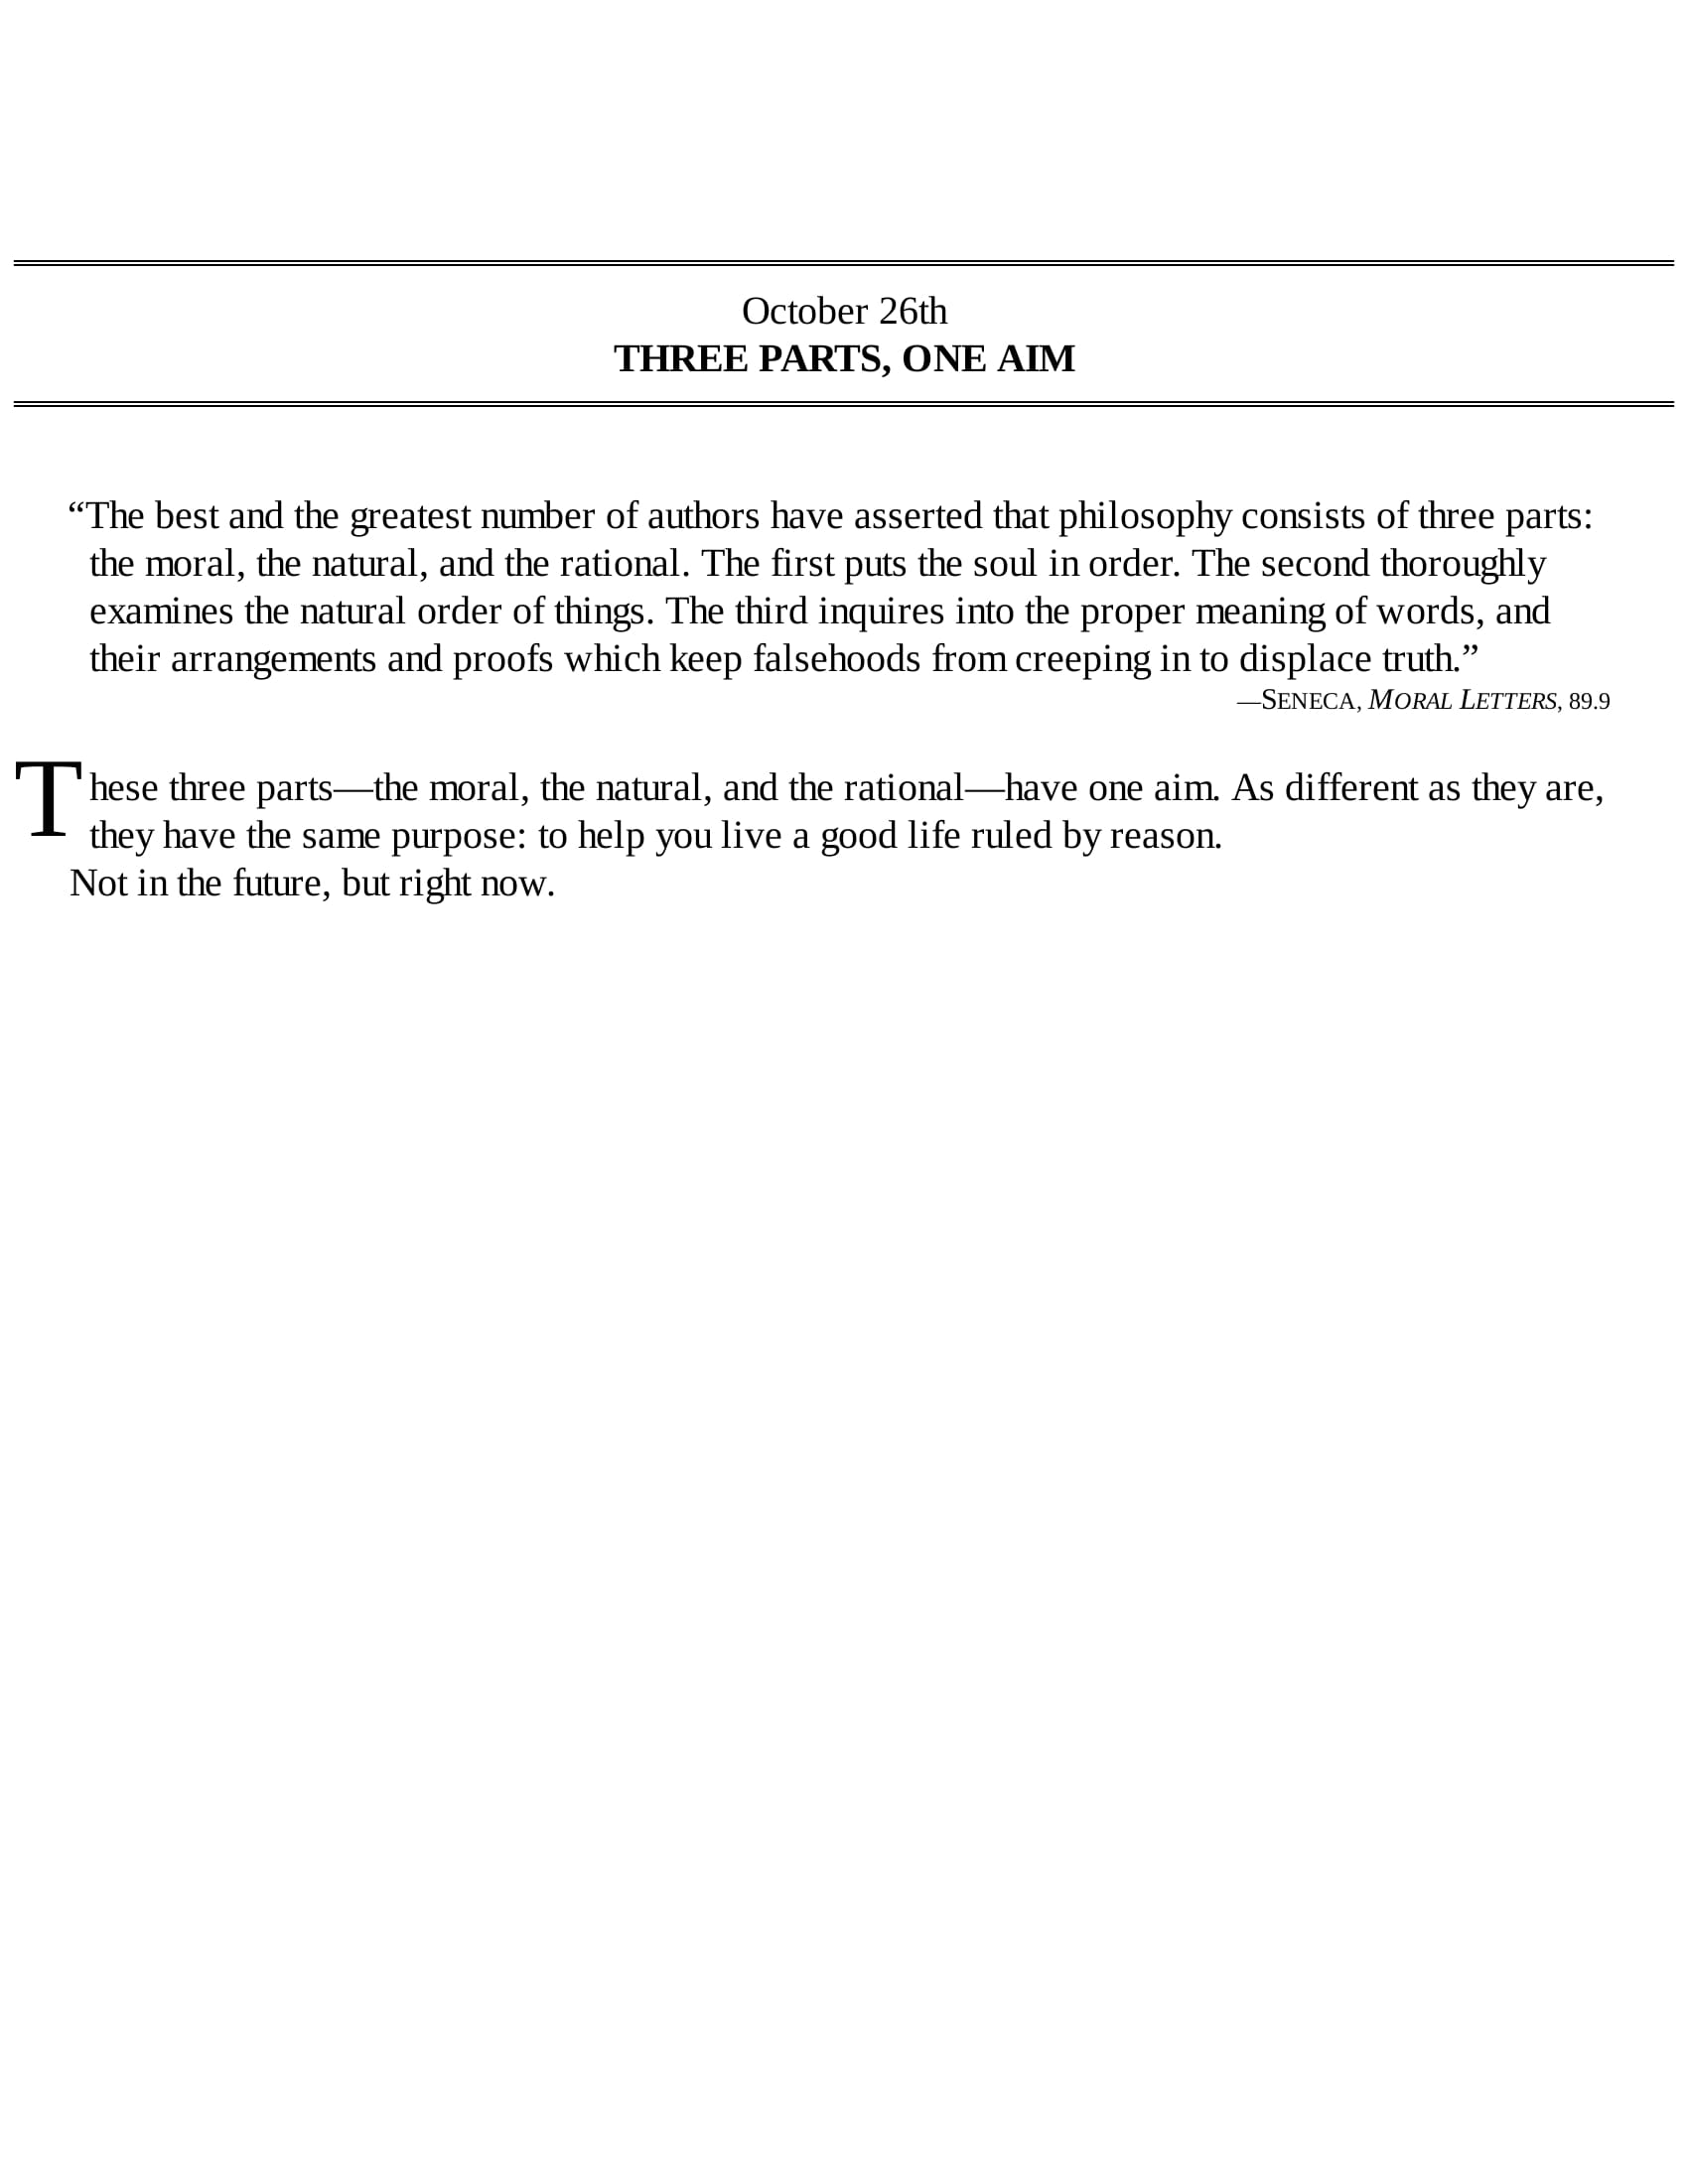 October 26th
THREE PARTS, ONE AIM
“The best and the greatest number of authors have asserted that philosophy consists of three parts:
the moral, the natural, and the rational. The first puts the soul in order. The second thoroughly
examines the natural order of things. The third inquires into the proper meaning of words, and
their arrangements and proofs which keep falsehoods from creeping in to displace truth.”
—SENECA, MORAL LETTERS, 89.9
These three parts—the moral, the natural, and the rational—have one aim. As different as they are,
they have the same purpose: to help you live a good life ruled by reason.
Not in the future, but right now.